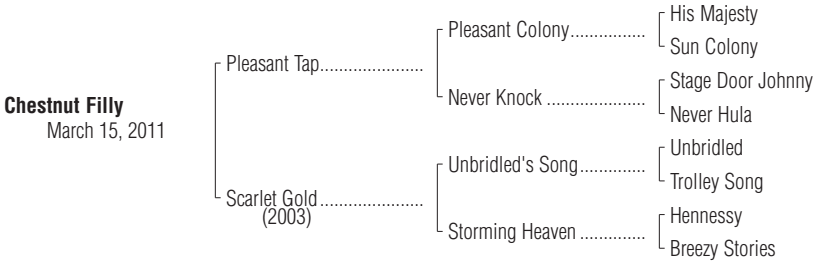 His Majesty
Pleasant Colony................
Sun Colony
Pleasant Tap......................
Stage Door Johnny
Never Knock .....................
Never Hula
Chestnut Filly
March 15, 2011
Unbridled
Unbridled's Song..............
Trolley Song
Scarlet Gold......................
(2003)
Hennessy
Storming Heaven ..............
Breezy Stories